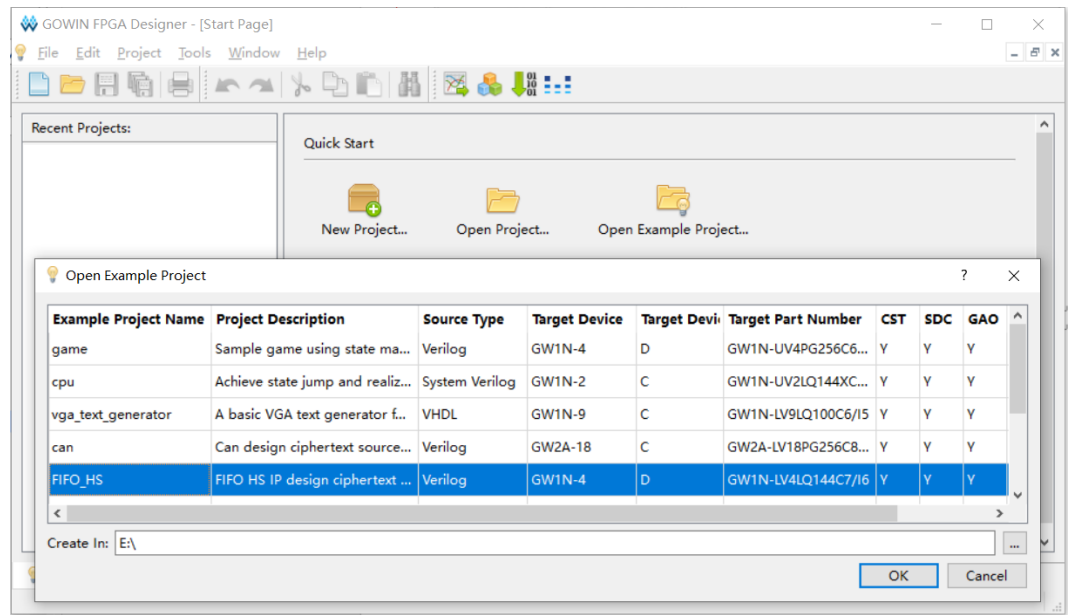 GOWIN FPGA Designer - [Start Page]
File Edit Project Tools Window Help
Recent Projects:
Quick Start
New Project...
Open Project...
Open Example Project...
Open Example Project
Example Project Name Project Description Source Type Target Device Target Devi Target Part Number CST SDC GAO
game Sample game using state ma... Verilog GW1N-4 D GW1N-UV4PG256C6... Y Y Y
cpu Achieve state jump and realiz... System Verilog GW1N-2 C GW1N-UV2LQ144XC... Y Y Y
vga_text_generator A basic VGA text generator f... VHDL GW1N-9 C GW1N-LV9LQ100C6/I5 Y Y Y
can Can design ciphertext source... Verilog GW2A-18 C GW2A-LV18PG256C8... Y Y Y
FIFO_HS FIFO HS IP design ciphertext ... Verilog GW1N-4 D GW1N-LV4LQ144C7/I6 Y Y Y
Create In: E:\ ...
OK Cancel